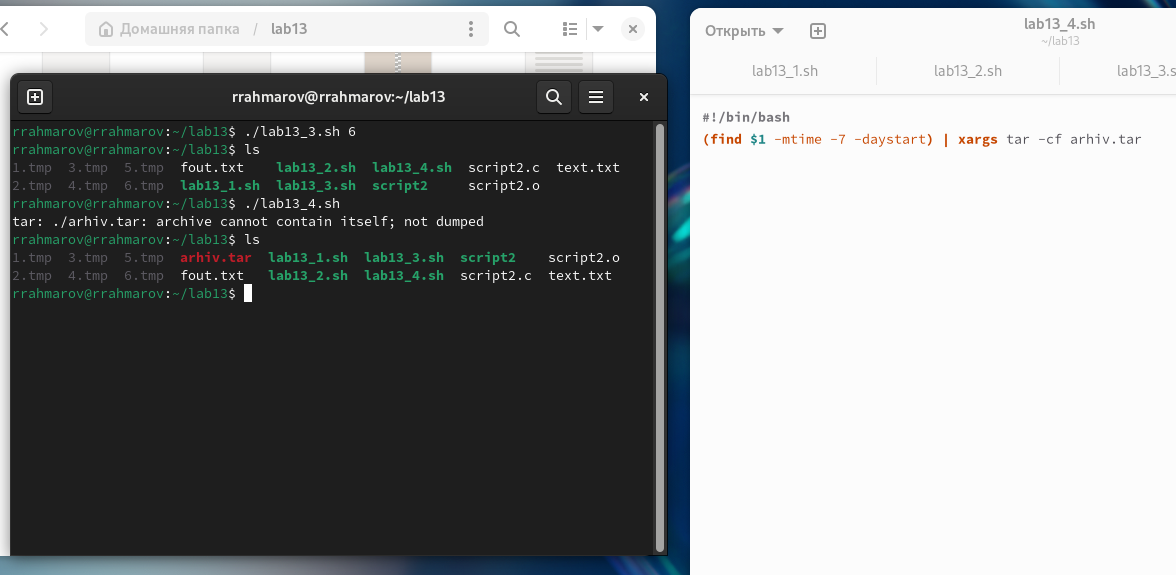 Домашняя папка / lab13
rrahmarov@rrahmarov:~/lab13
rrahmarov@rrahmarov:~/lab13$ ./lab13_3.sh 6
rrahmarov@rrahmarov:~/lab13$ ls
1.tmp 3.tmp 5.tmp fout.txt lab13_2.sh lab13_4.sh script2.c text.txt
2.tmp 4.tmp 6.tmp lab13_1.sh lab13_3.sh script2 script2.o
rrahmarov@rrahmarov:~/lab13$ ./lab13_4.sh
tar: ./arhiv.tar: archive cannot contain itself; not dumped
rrahmarov@rrahmarov:~/lab13$ ls
1.tmp 3.tmp 5.tmp arhiv.tar lab13_1.sh lab13_3.sh script2 script2.o
2.tmp 4.tmp 6.tmp fout.txt lab13_2.sh lab13_4.sh script2.c text.txt
rrahmarov@rrahmarov:~/lab13$
Открыть
lab13_4.sh
~/lab13
lab13_1.sh lab13_2.sh lab13_3.s
#!/bin/bash
(find $1 -mtime -7 -daystart) | xargs tar -cf arhiv.tar